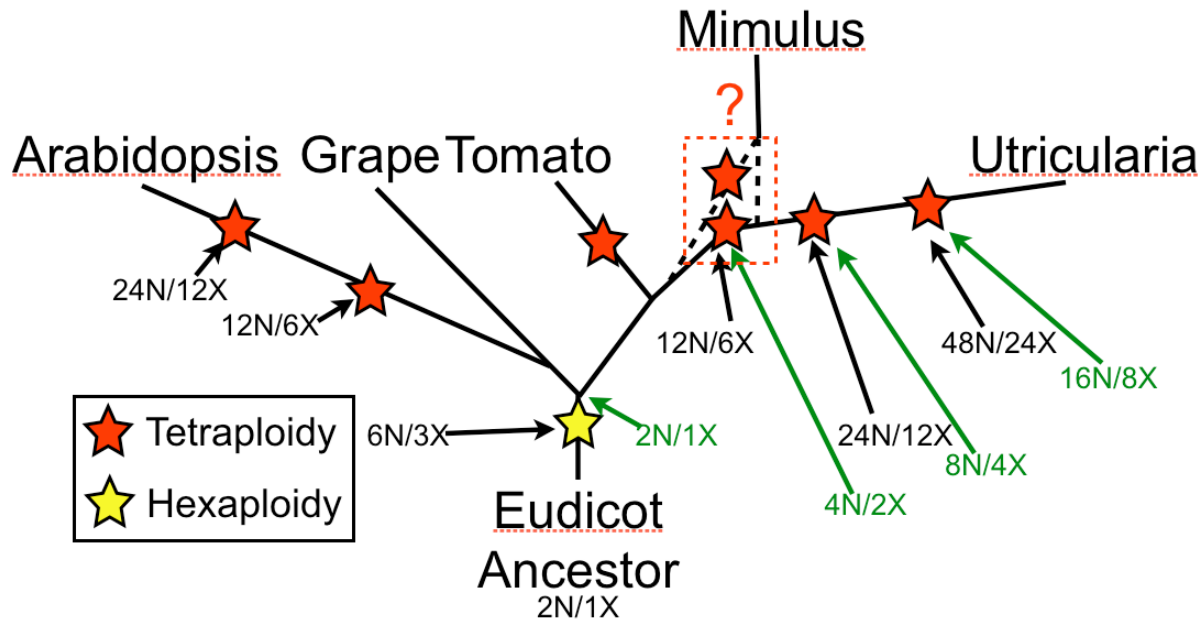 Mimulus
?
Arabidopsis Grape Tomato
Utricularia
24N/12X
12N/6X
12N/6X
48N/24X
16N/8X
Tetraploidy
Hexaploidy
6N/3X
2N/1X
24N/12X
8N/4X
4N/2X
Eudicot
Ancestor
2N/1X